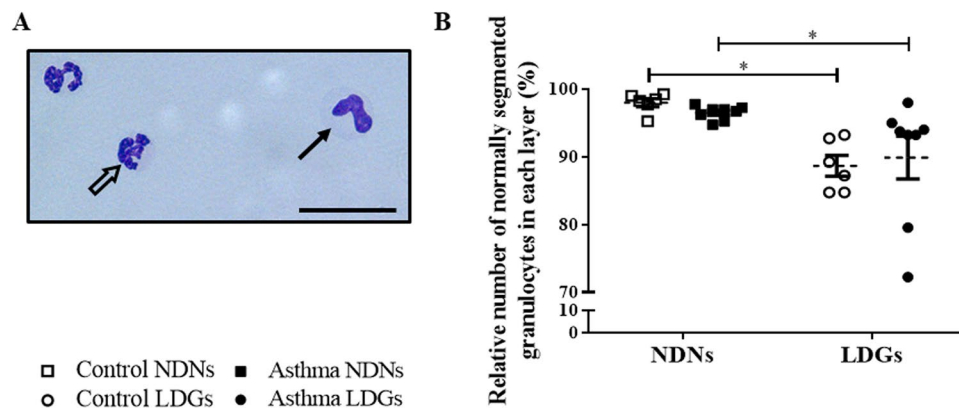 A
B
Relative number of normally segmented
granulocytes in each layer (%)
*
*
100
90
80
70
10
0
NDNs
LDGs
Control NDNs
Asthma NDNs
Control LDGs
Asthma LDGs